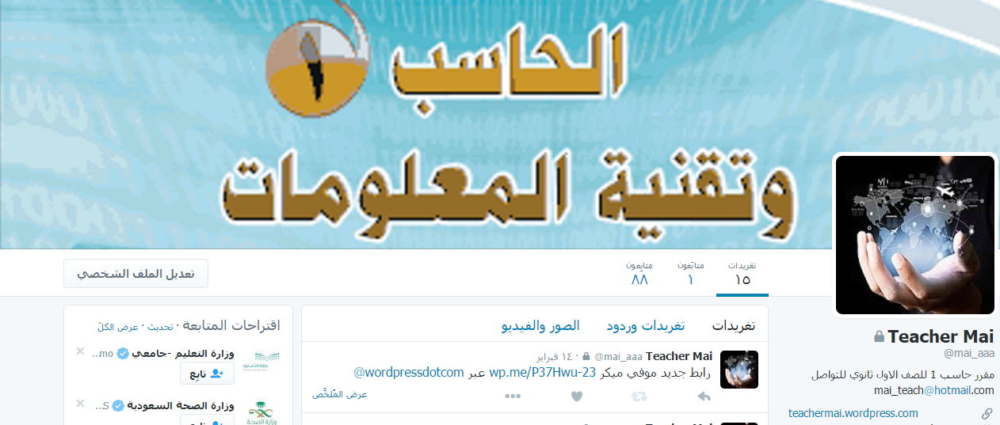 الحاسب
وتقنية المعلومات
تغريدات
١٥
متابَعون
١
متابِعون
٨٨
تعديل الملف الشخصي
Teacher Mai
@mai_aaa
مقرر حاسب 1 للصف الاول ثانوي للتواصل
mai_teach@hotmail.com
teachermai.wordpress.com
تغريدات
تغريدات وردود
الصور والفيديو
Teacher Mai @mai_aaa · ١٤ فبراير
رابط جديد موفي ميكر wp.me/P37Hwu-23 عبر @wordpressdotcom
عرض المُلخَّص
اقتراحات المتابعة · تحديث · عرض الكلّ
وزارة التعليم -جامعي mo...
تابِع
وزارة الصحة السعودية S...